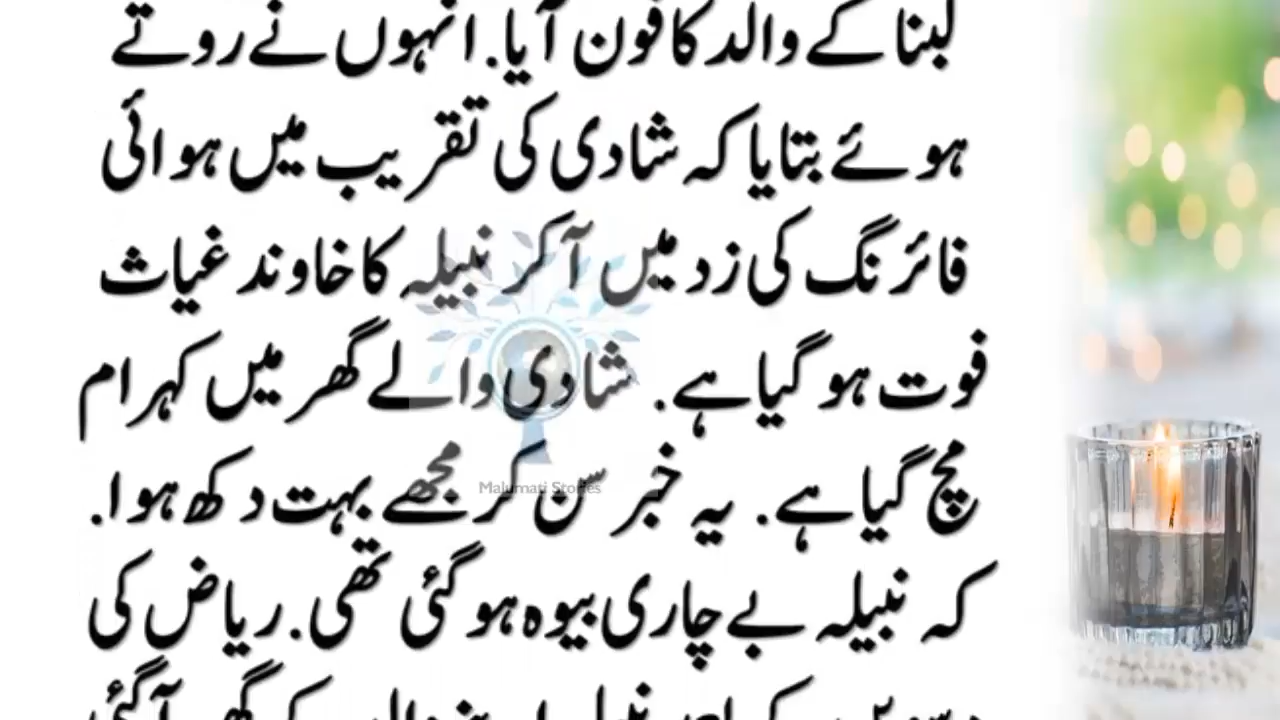 لبنا کے والد کا فون آیا. انہوں نے روتے
ہوئے بتایا کہ شادی کی تقریب میں ہوائی
فائرنگ کی زد میں آکر نبیلہ کا خاوند غیاث
فوت ہو گیا ہے. شادی والے گھر میں کہرام
مچ گیا ہے. یہ خبر سن کر مجھے بہت دکھ ہوا.
Malumati Stories
کہ نبیلہ بے چاری بیوہ ہو گئی تھی. ریاض کی